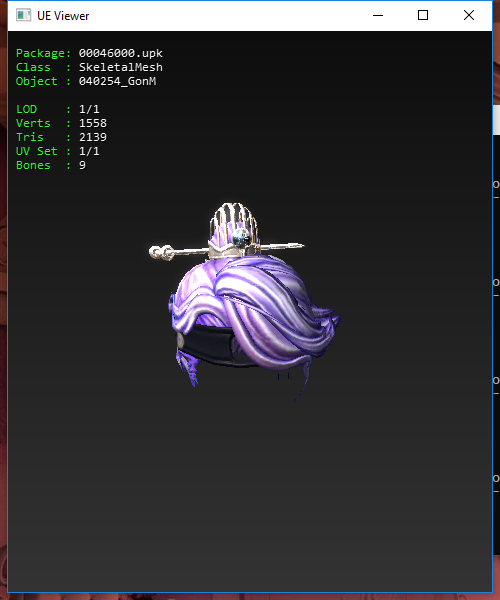 UE Viewer
Package: 00046000.upk
Class  : SkeletalMesh
Object : 040254_GonM
LOD    : 1/1
Verts  : 1558
Tris   : 2139
UV Set : 1/1
Bones  : 9